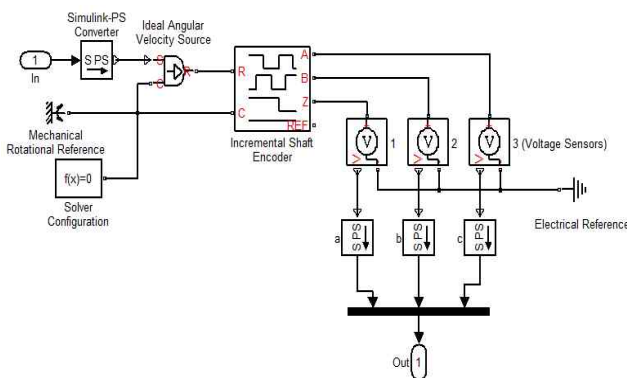 Simulink-PS
Converter
Ideal Angular
Velocity Source
1
In
S PS
S
C
R
R
C
A
B
Z
REF
Incremental Shaft
Encoder
Mechanical
Rotational Reference
f(x)=0
Solver
Configuration
V
V
V
V
V
V
1
2
3 (Voltage Sensors)
Electrical Reference
a
b
c
S PS
S PS
S PS
Out
1